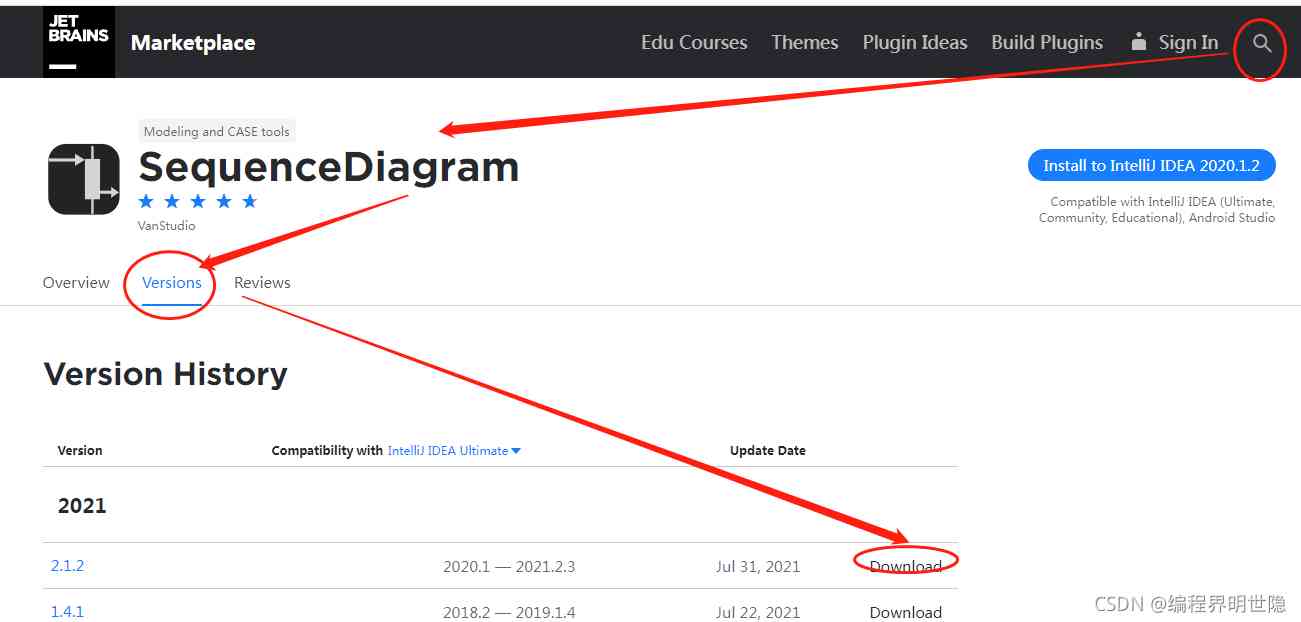 JET
BRAINS
Marketplace
Edu Courses
Themes
Plugin Ideas
Build Plugins
Sign In
Modeling and CASE tools
SequenceDiagram
VanStudio
Install to IntelliJ IDEA 2020.1.2
Compatible with IntelliJ IDEA (Ultimate,
Community, Educational), Android Studio
Overview
Versions
Reviews
Version History
Version
Compatibility with IntelliJ IDEA Ultimate
Update Date
2021
2.1.2
2020.1 — 2021.2.3
Jul 31, 2021
Download
1.4.1
2018.2 — 2019.1.4
Jul 22, 2021
Download
CSDN @编程界明世隐